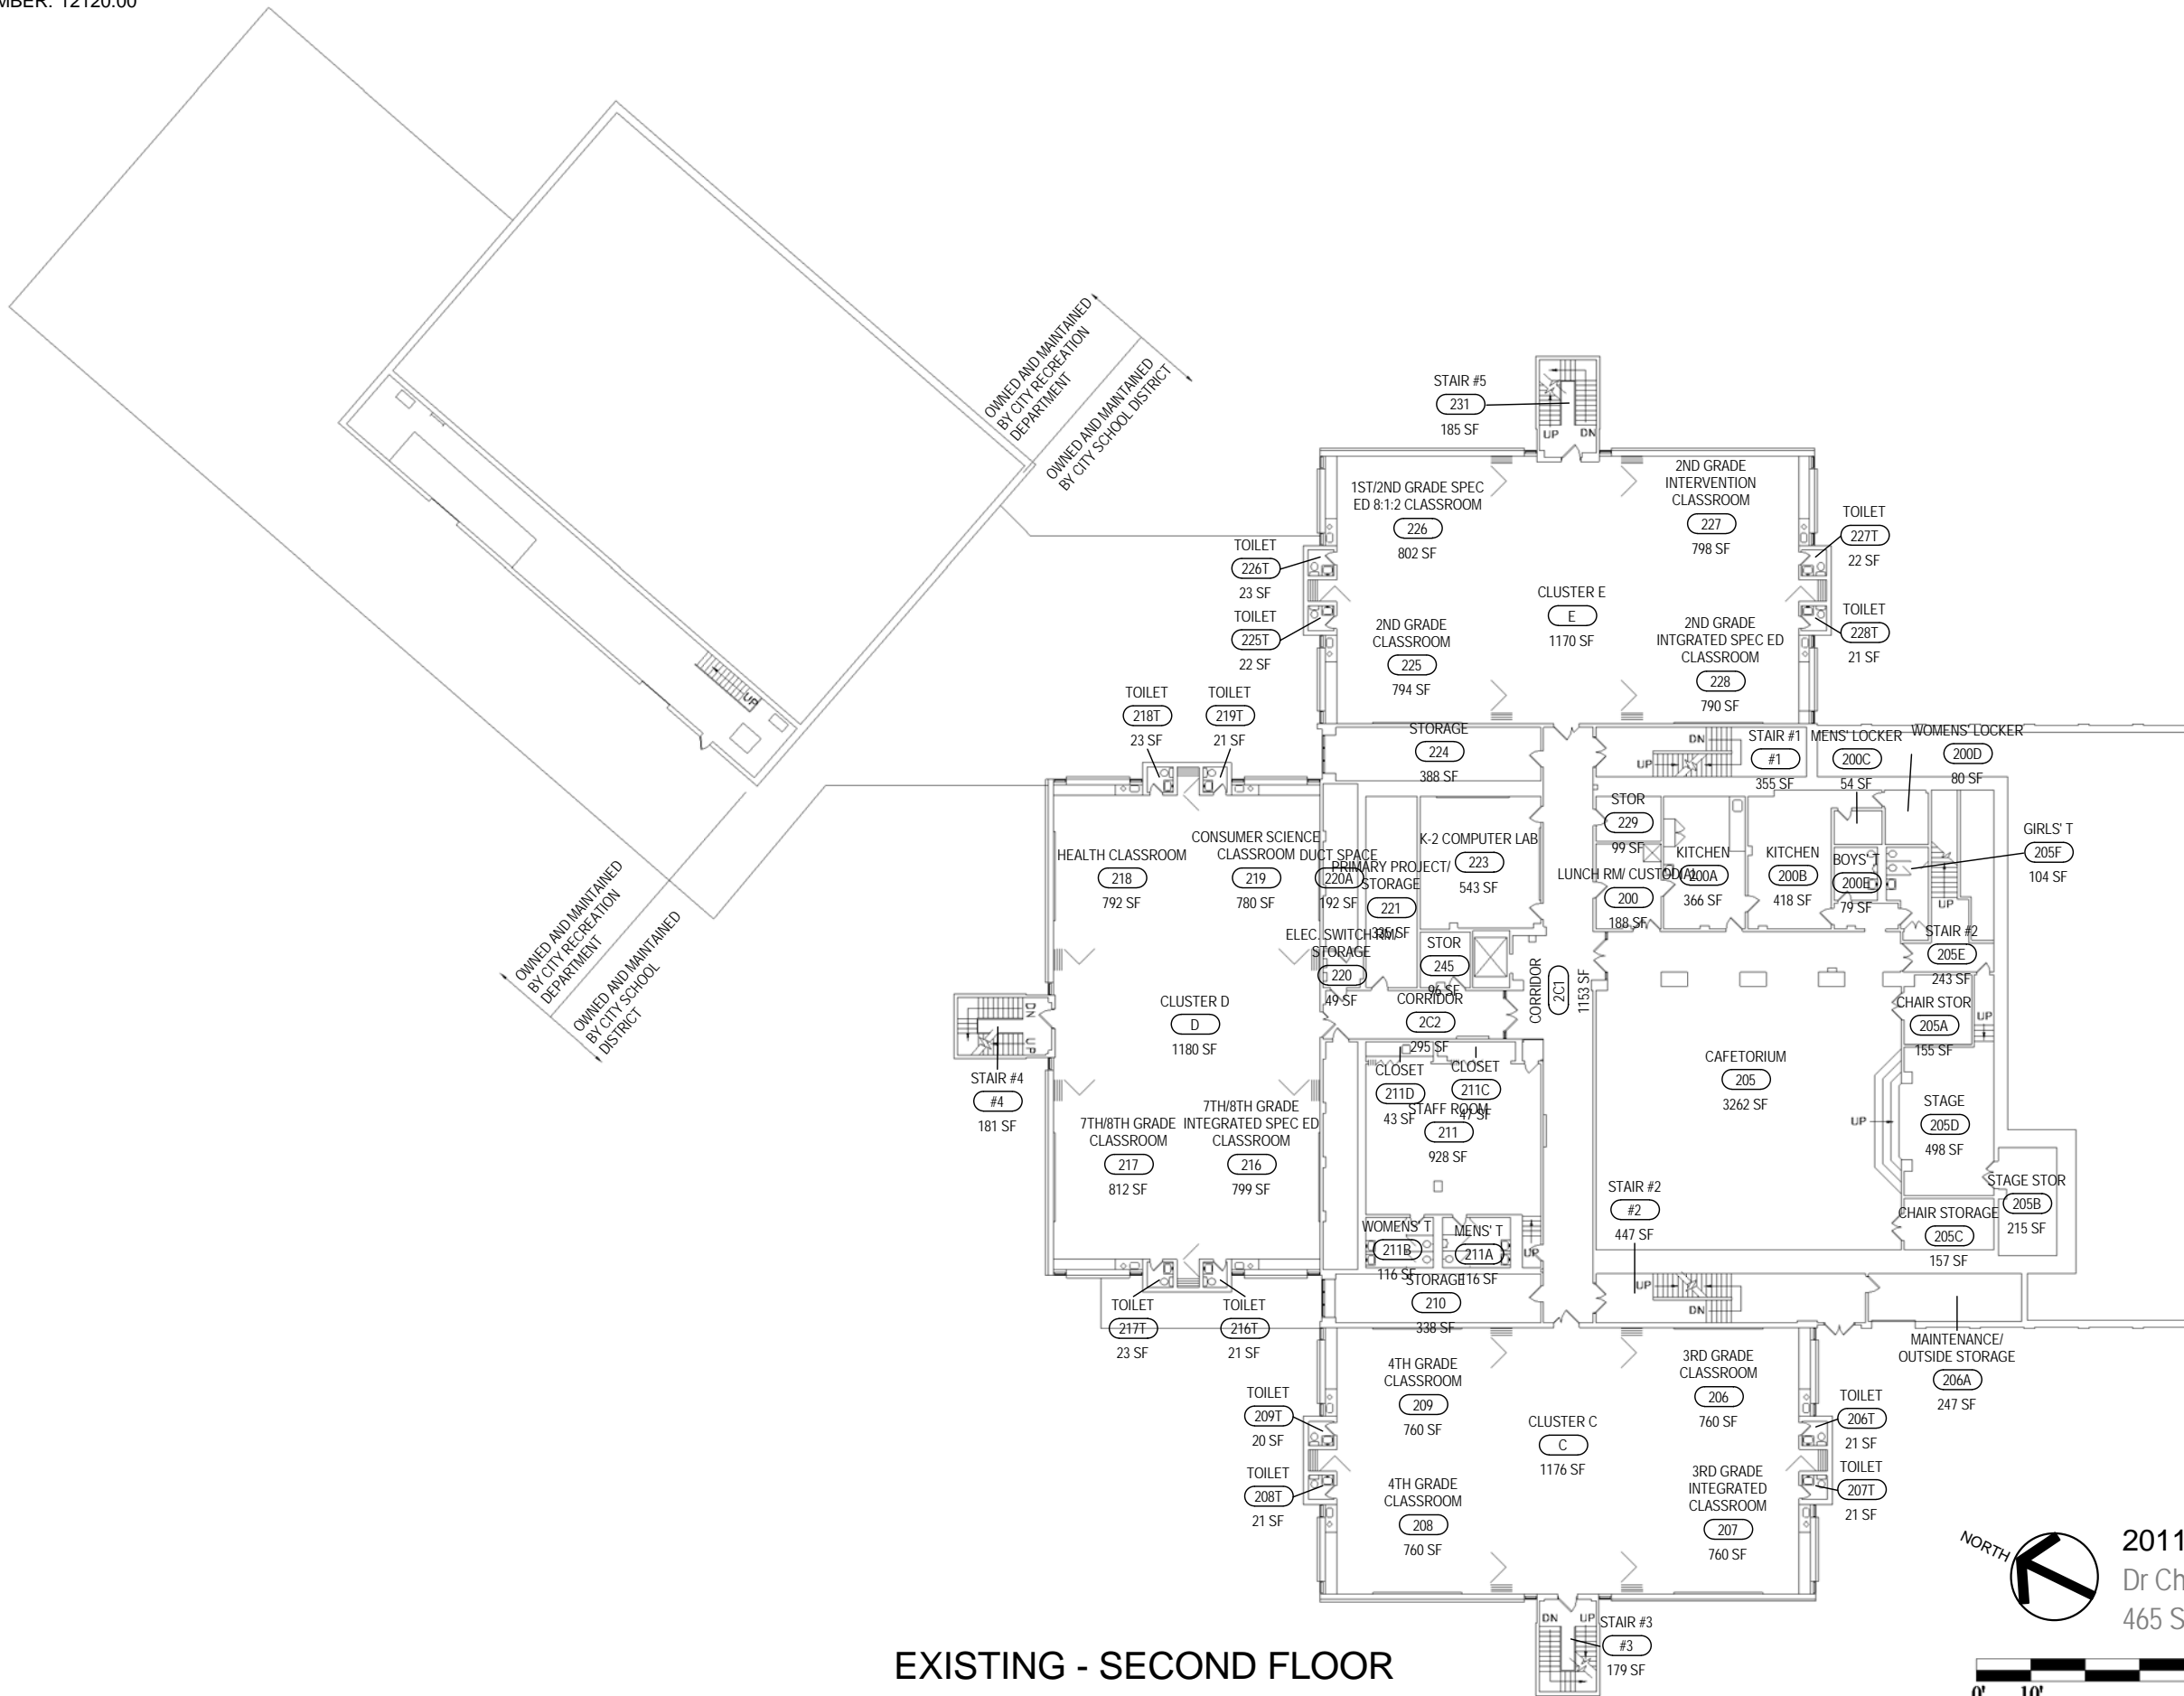 MBER: 12120.00
OWNED AND MAINTAINED
BY CITY RECREATION
DEPARTMENT
OWNED AND MAINTAINED
BY CITY SCHOOL DISTRICT
UP
OWNED AND MAINTAINED
BY CITY RECREATION
DEPARTMENT
OWNED AND MAINTAINED
BY CITY SCHOOL
DISTRICT
STAIR #5
231
185 SF
UP DN
1ST/2ND GRADE SPEC
ED 8:1:2 CLASSROOM
226
802 SF
2ND GRADE
INTERVENTION
CLASSROOM
227
798 SF
TOILET
226T
23 SF
TOILET
225T
22 SF
TOILET
227T
22 SF
TOILET
228T
21 SF
CLUSTER E
E
1170 SF
2ND GRADE
CLASSROOM
225
794 SF
2ND GRADE
INTGRATED SPEC ED
CLASSROOM
228
790 SF
TOILET
218T
23 SF
TOILET
219T
21 SF
STORAGE
224
388 SF
DN
UP
STAIR #1
#1
355 SF
MENS' LOCKER
200C
54 SF
WOMENS' LOCKER
200D
80 SF
HEALTH CLASSROOM
218
792 SF
CONSUMER SCIENCE
CLASSROOM
219
780 SF
DUCT SPACE
220A
192 SF
PRIMARY PROJECT/
STORAGE
221
335 SF
K-2 COMPUTER LAB
223
543 SF
STOR
229
99 SF
LUNCH RM/ CUSTODIAL
200
188 SF
KITCHEN
200A
366 SF
KITCHEN
200B
418 SF
BOYS' T
200E
79 SF
GIRLS' T
205F
104 SF
UP
ELEC. SWITCH RM/
STORAGE
220
49 SF
STOR
245
96 SF
CORRIDOR
2C1
1153 SF
STAIR #2
205E
243 SF
CLUSTER D
D
1180 SF
DN
UP
STAIR #4
#4
181 SF
CORRIDOR
2C2
295 SF
CHAIR STOR
205A
155 SF
UP
CLOSET
211D
43 SF
CLOSET
211C
47 SF
STAFF ROOM
211
928 SF
CAFETORIUM
205
3262 SF
UP
STAGE
205D
498 SF
7TH/8TH GRADE
CLASSROOM
217
812 SF
7TH/8TH GRADE
INTEGRATED SPEC ED
CLASSROOM
216
799 SF
STAIR #2
#2
447 SF
STAGE STOR
205B
215 SF
CHAIR STORAGE
205C
157 SF
WOMENS' T
211B
116 SF
MENS' T
211A
116 SF
UP
STORAGE
210
338 SF
UP
DN
TOILET
217T
23 SF
TOILET
216T
21 SF
MAINTENANCE/
OUTSIDE STORAGE
206A
247 SF
4TH GRADE
CLASSROOM
209
760 SF
3RD GRADE
CLASSROOM
206
760 SF
TOILET
209T
20 SF
TOILET
208T
21 SF
TOILET
206T
21 SF
TOILET
207T
21 SF
CLUSTER C
C
1176 SF
4TH GRADE
CLASSROOM
208
760 SF
3RD GRADE
INTEGRATED
CLASSROOM
207
760 SF
DN UP
STAIR #3
#3
179 SF
EXISTING - SECOND FLOOR
NORTH
2011
Dr Ch
465 S
0' 10'